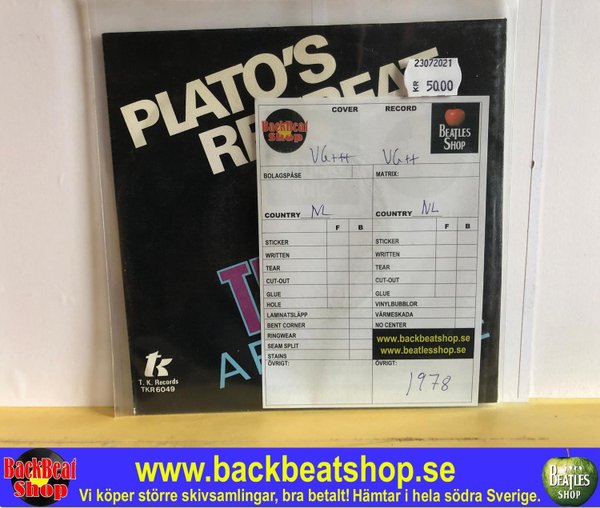 PLATO'S
23072021
KR 50.00
BackBeat
Shop
COVER RECORD
BEATLES
SHOP
VG+++ VG++
BOLAGSPÅSE MATRIX:
COUNTRY NL COUNTRY NL
F B F B
STICKER STICKER
WRITTEN WRITTEN
TEAR TEAR
CUT-OUT CUT-OUT
GLUE GLUE
HOLE VINYLBUBBLOR
LAMINATSLÄPP VÄRMESKADA
BENT CORNER NO CENTER
RINGWEAR
SEAM SPLIT
STAINS
www.backbeatshop.se
www.beatlesshop.se
ÖVRIGT: ÖVRIGT:
1978
tk
T. K. Records
TKR 6049
BackBeat
Shop
www.backbeatshop.se
Vi köper större skivsamlingar, bra betalt! Hämtar i hela södra Sverige.
BEATLES
SHOP